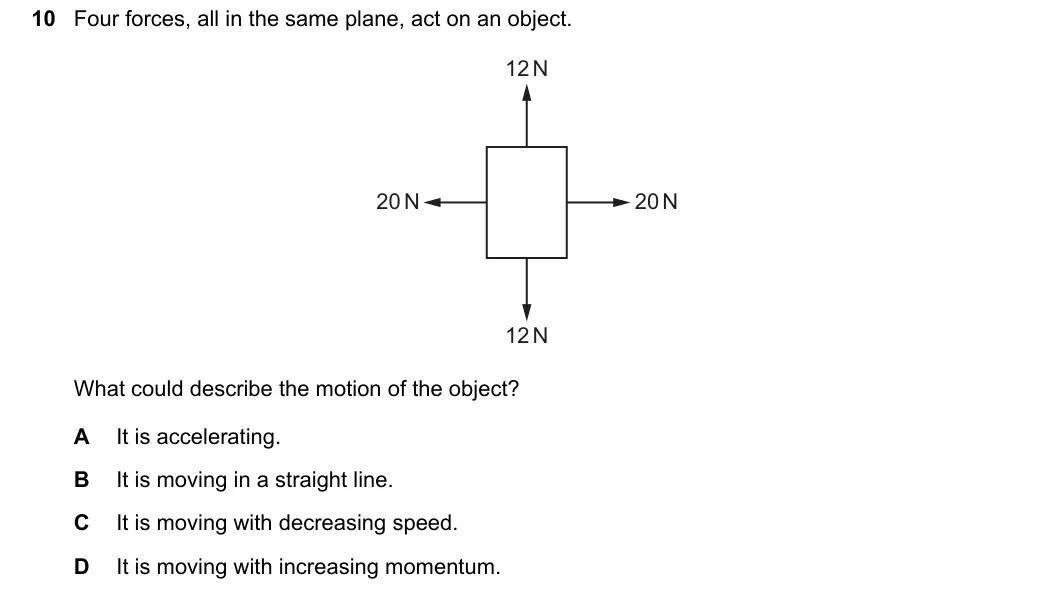 10 Four forces, all in the same plane, act on an object.
12 N
20 N 20 N
12 N
What could describe the motion of the object?
A It is accelerating.
B It is moving in a straight line.
C It is moving with decreasing speed.
D It is moving with increasing momentum.